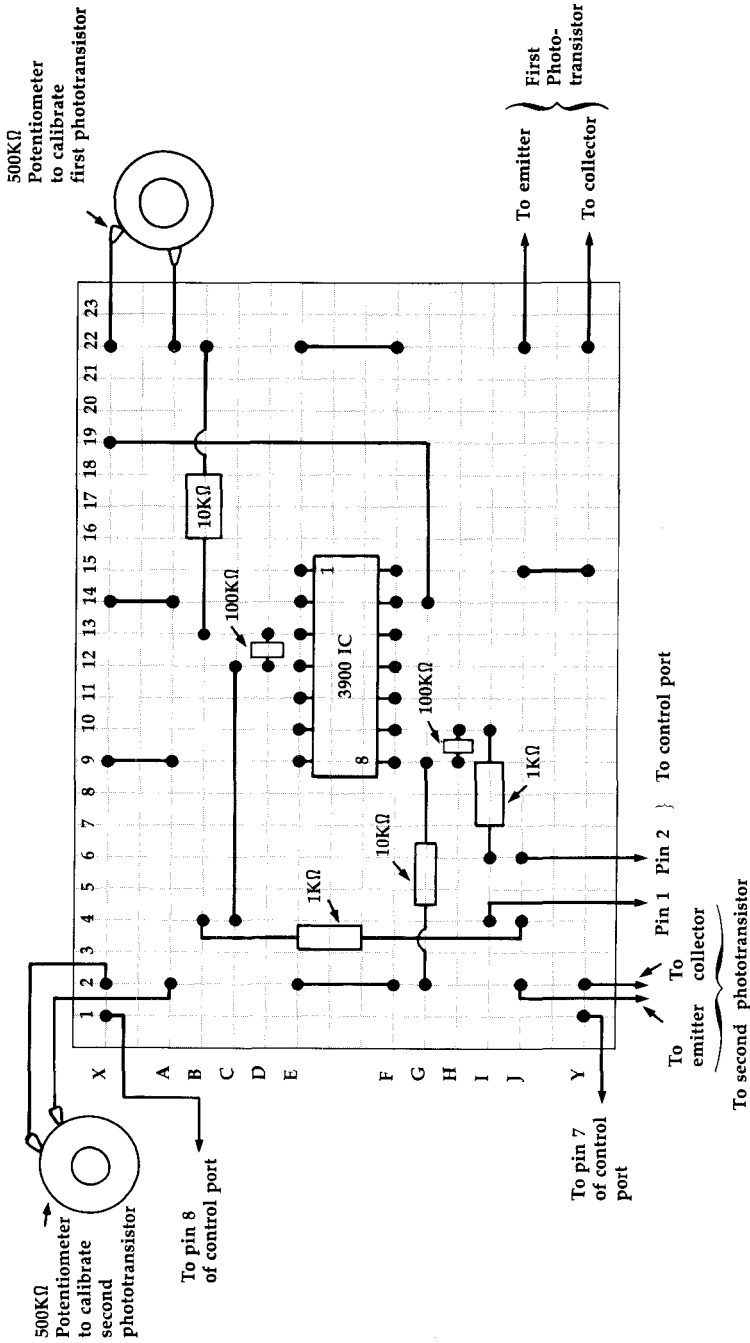 500KΩ
Potentiometer
to calibrate
first phototransistor
500KΩ
Potentiometer
to calibrate
second
phototransistor
To pin 8
of control port
1 2 3 4 5 6 7 8 9 10 11 12 13 14 15 16 17 18 19 20 21 22 23
X
A
B
C
D
E
F
G
H
I
J
Y
10KΩ
100KΩ
3900 IC
1
8
100KΩ
1KΩ
10KΩ
1KΩ
To emitter
To collector
First
Photo-
transistor
To pin 7
of control
port
To
emitter
To
collector
To second phototransistor
Pin 1 Pin 2 } To control port